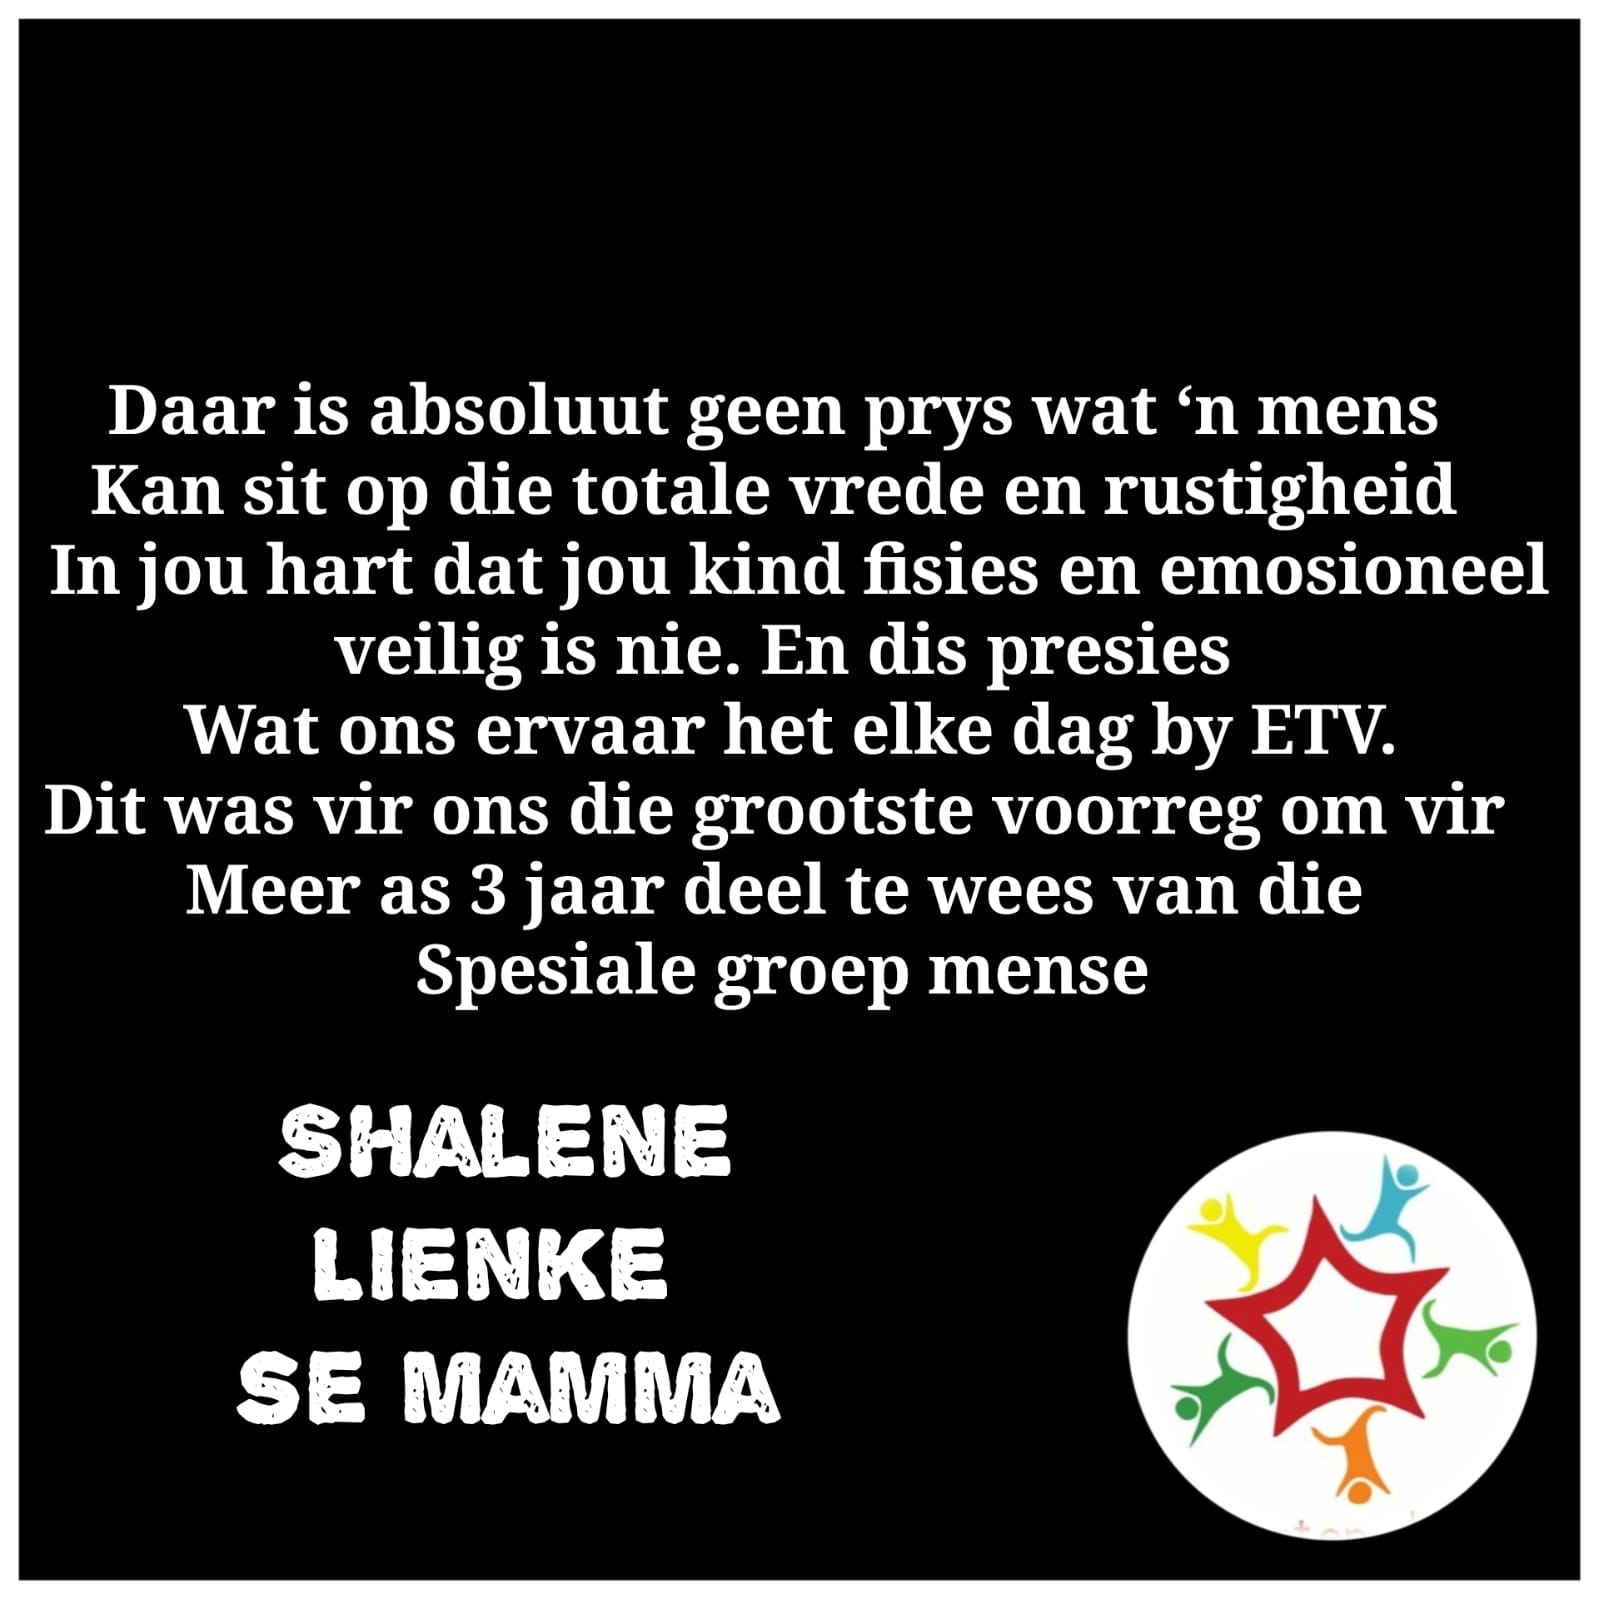 Daar is absoluut geen prys wat ‘n mens
Kan sit op die totale vrede en rustigheid
In jou hart dat jou kind fisies en emosioneel
veilig is nie. En dis presies
Wat ons ervaar het elke dag by ETV.
Dit was vir ons die grootste voorreg om vir
Meer as 3 jaar deel te wees van die
Spesiale groep mense
SHALENE
LIENKE
SE MAMMA